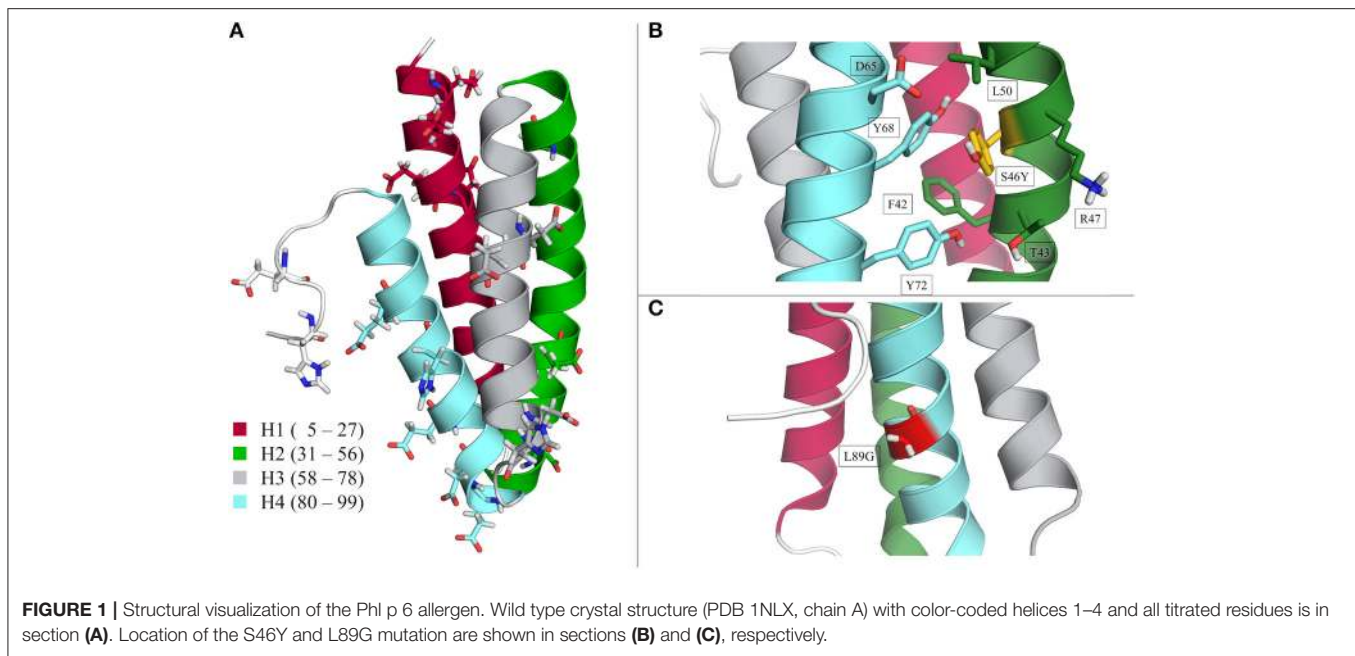 A
H1 ( 5 – 27)
H2 (31 – 56)
H3 (58 – 78)
H4 (80 – 99)
B
D65
L50
Y68
S46Y
F42
R47
T43
Y72
C
L89G
FIGURE 1 | Structural visualization of the Phl p 6 allergen. Wild type crystal structure (PDB 1NLX, chain A) with color-coded helices 1–4 and all titrated residues is in
section (A). Location of the S46Y and L89G mutation are shown in sections (B) and (C), respectively.